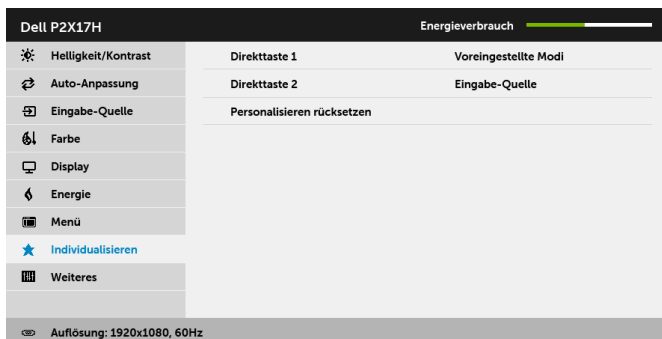 Dell P2X17H Energieverbrauch
Helligkeit/Kontrast Direkttaste 1 Voreingestellte Modi
Auto-Anpassung Direkttaste 2 Eingabe-Quelle
Eingabe-Quelle Personalisieren rücksetzen
Farbe
Display
Energie
Menü
Individualisieren
Weiteres
Auflösung: 1920x1080, 60Hz